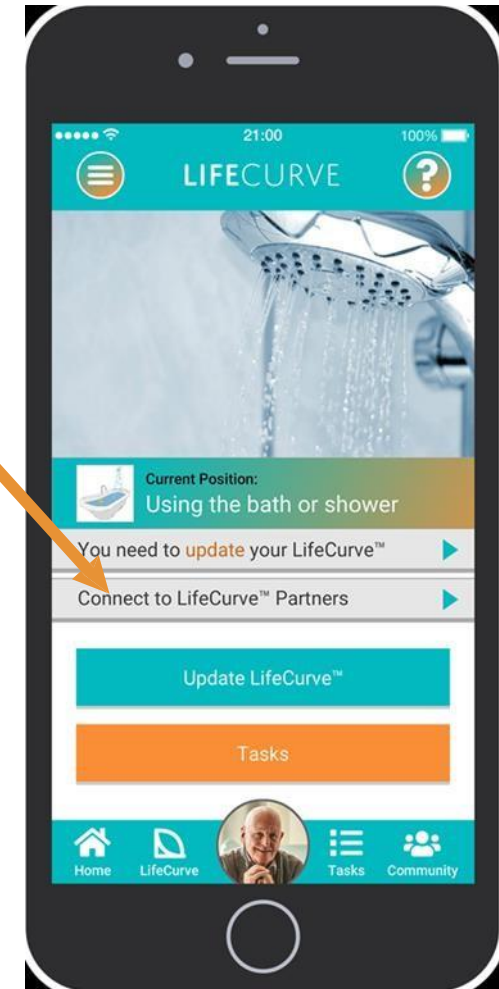 21:00
100%
LIFECURVE
?
Current Position:
Using the bath or shower
You need to update your LifeCurve™
Connect to LifeCurve™ Partners
Update LifeCurve™
Tasks
Home LifeCurve Tasks Community